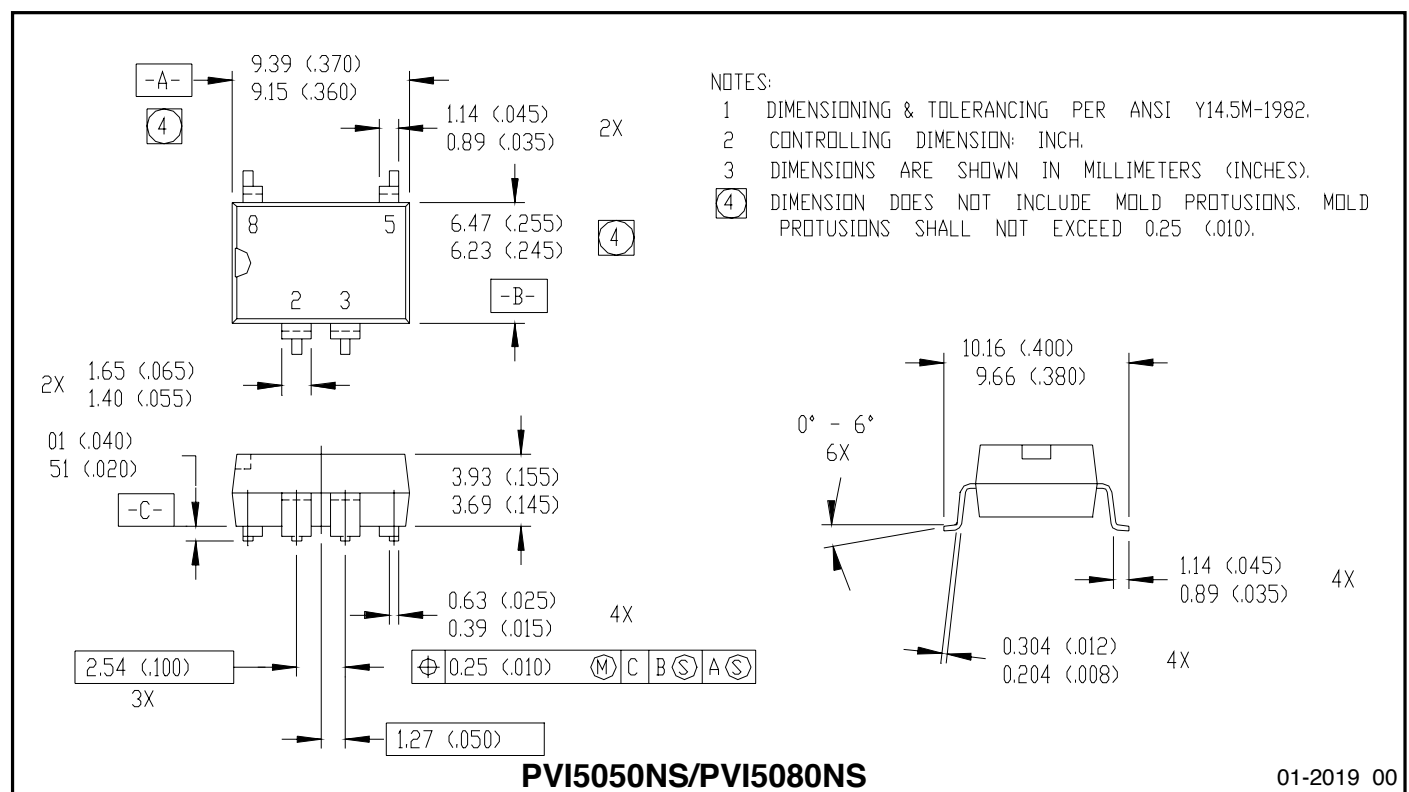 9.39 (.370)
9.15 (.360)
-A-
4
1.14 (.045)
0.89 (.035)
2X
8
5
6.47 (.255)
6.23 (.245)
4
-B-
2 3
2X
1.65 (.065)
1.40 (.055)
01 (.040)
51 (.020)
-C-
3.93 (.155)
3.69 (.145)
0.63 (.025)
0.39 (.015)
4X
2.54 (.100)
3X
⌖ 0.25 (.010) Ⓜ C B Ⓢ A Ⓢ
1.27 (.050)
NOTES:
1 DIMENSIONING & TOLERANCING PER ANSI Y14.5M-1982.
2 CONTROLLING DIMENSION: INCH.
3 DIMENSIONS ARE SHOWN IN MILLIMETERS (INCHES).
4 DIMENSION DOES NOT INCLUDE MOLD PROTUSIONS. MOLD
PROTUSIONS SHALL NOT EXCEED 0.25 (.010).
10.16 (.400)
9.66 (.380)
0° - 6°
6X
1.14 (.045)
0.89 (.035)
4X
0.304 (.012)
0.204 (.008)
4X
PVI5050NS/PVI5080NS
01-2019 00